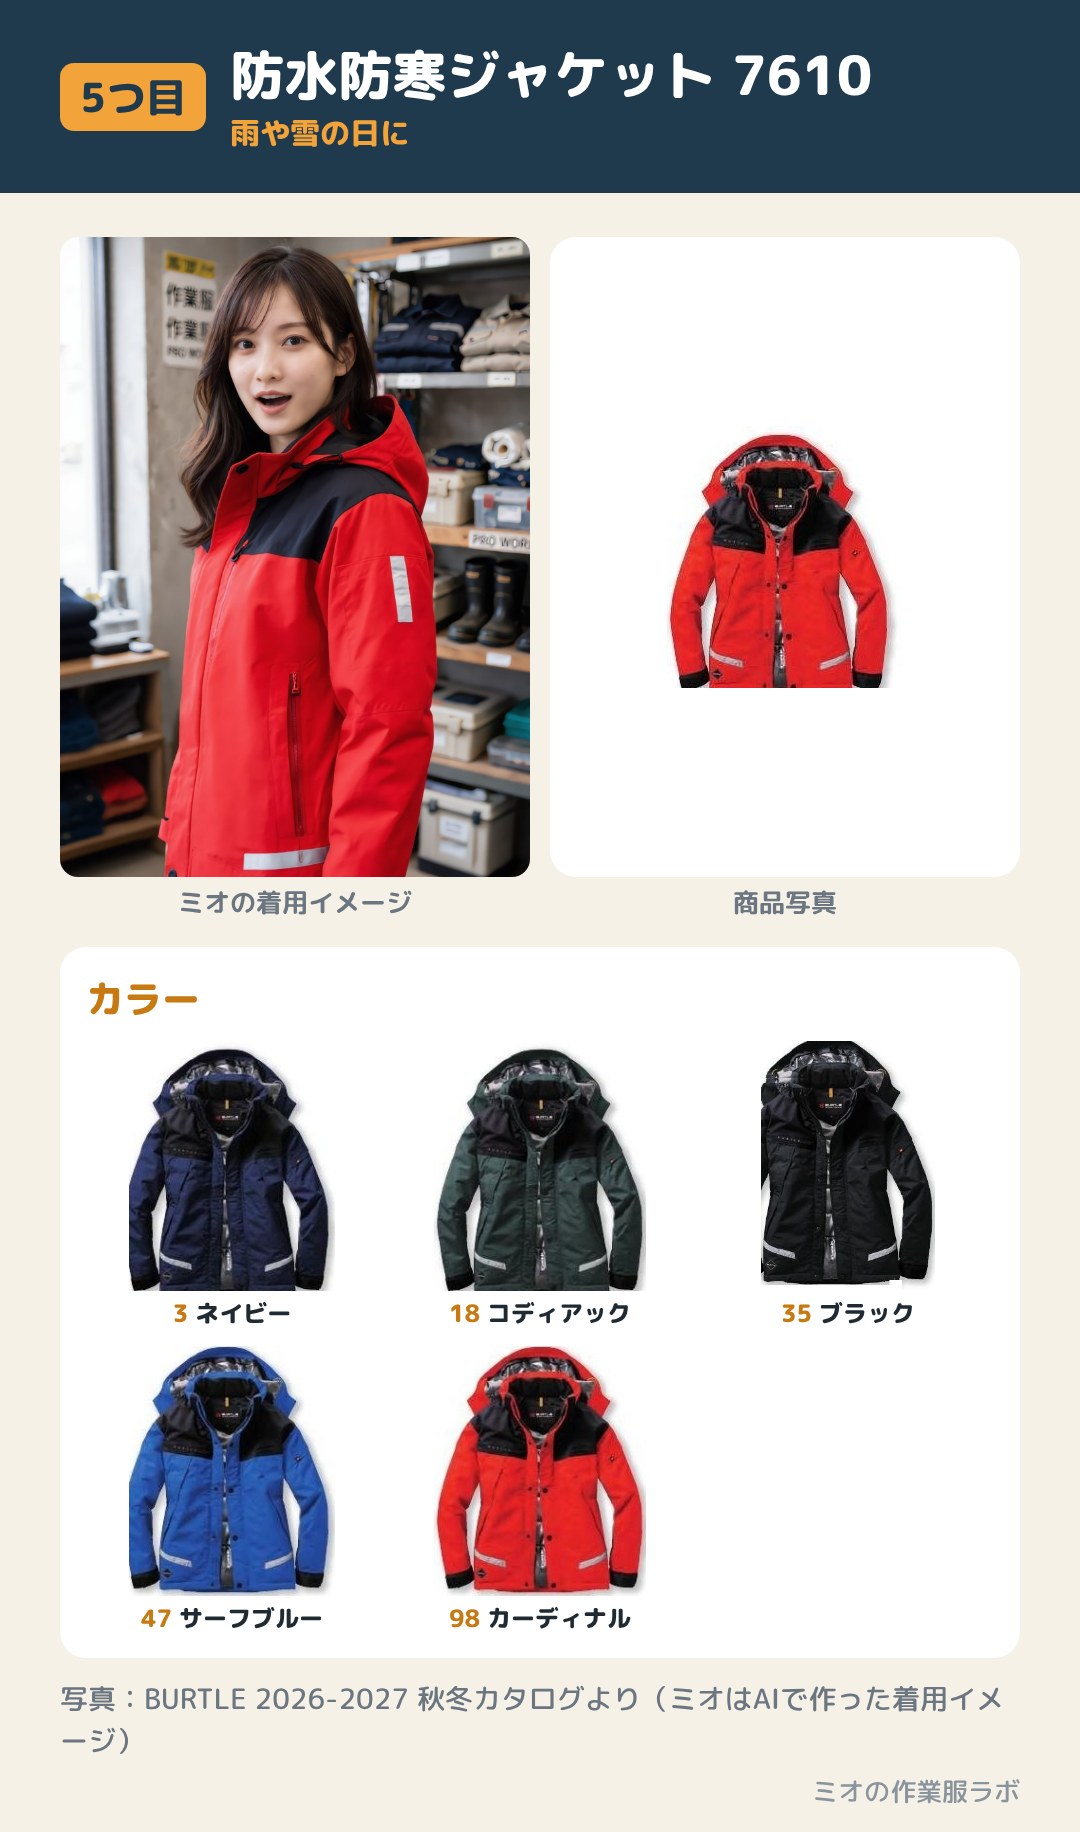 5つ目
防水防寒ジャケット 7610
雨や雪の日に
作業服
PRO WOR
ミオの着用イメージ
商品写真
カラー
3 ネイビー
18 コディアック
35 ブラック
47 サーフブルー
98 カーディナル
写真：BURTLE 2026-2027 秋冬カタログより（ミオはAIで作った着用イメ
ージ）
ミオの作業服ラボ